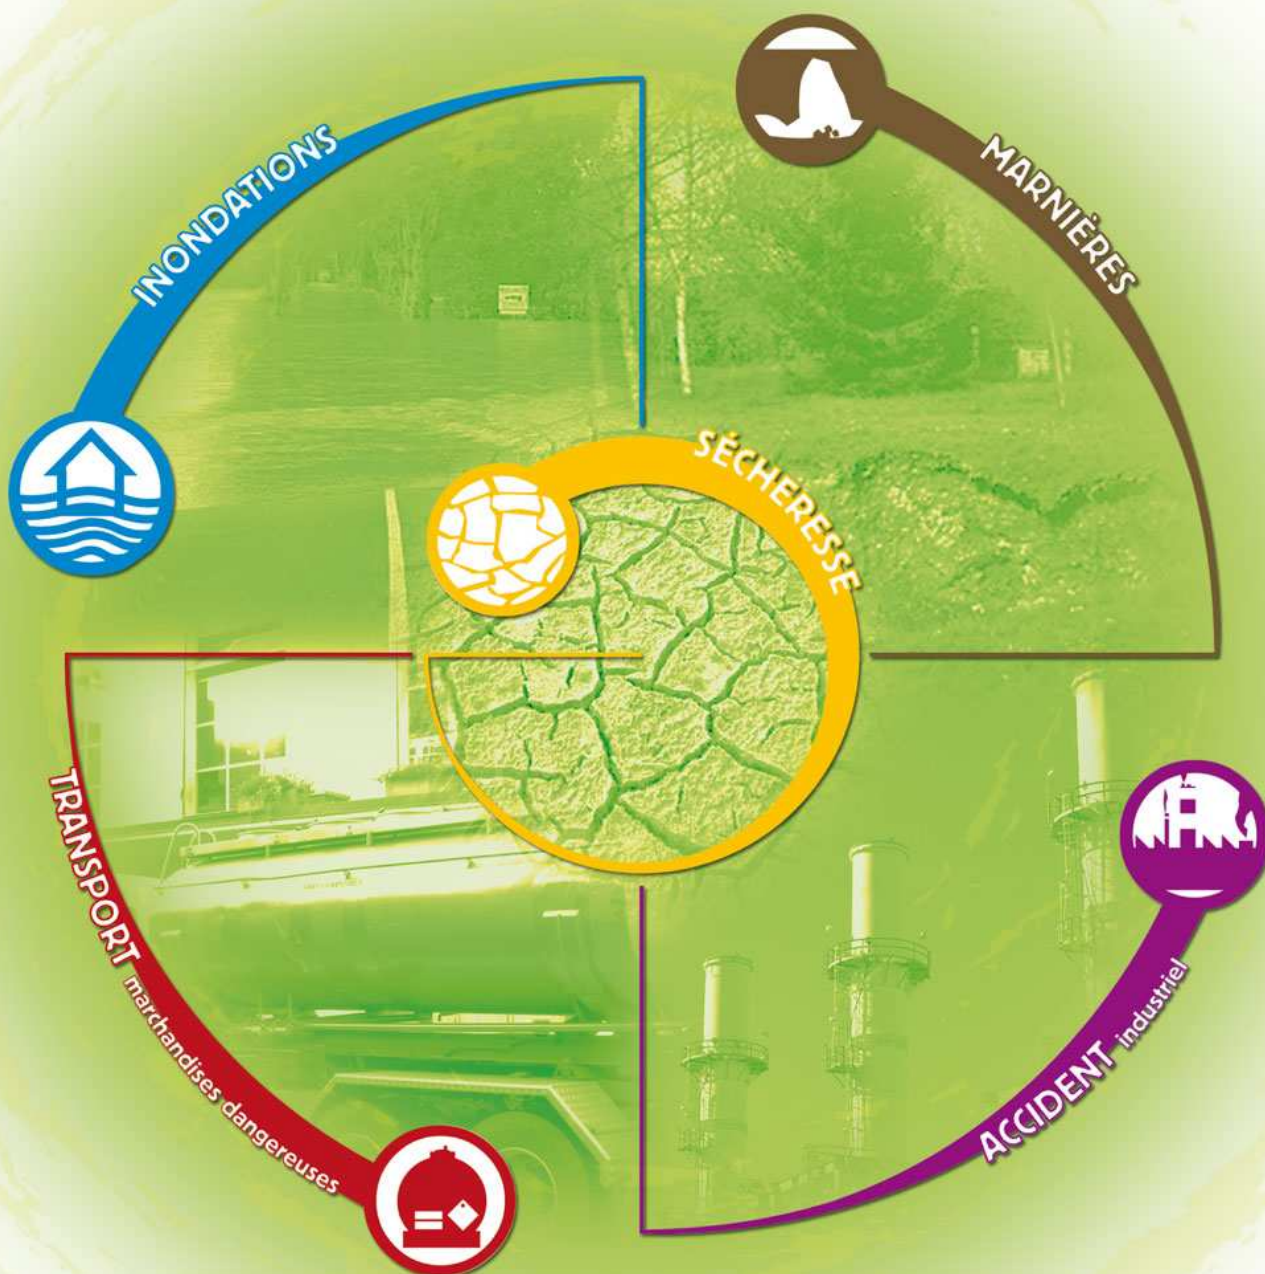 INONDATIONS
MARNIÈRES
SÉCHERESSE
TRANSPORT marchandises dangereuses
ACCIDENT industriel